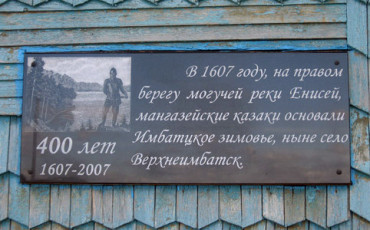 В 1607 году, на правом
берегу могучей реки Енисей,
мангазейские казаки основали
Имбатцкое зимовье, ныне село
Верхнеимбатск.
400 лет
1607-2007